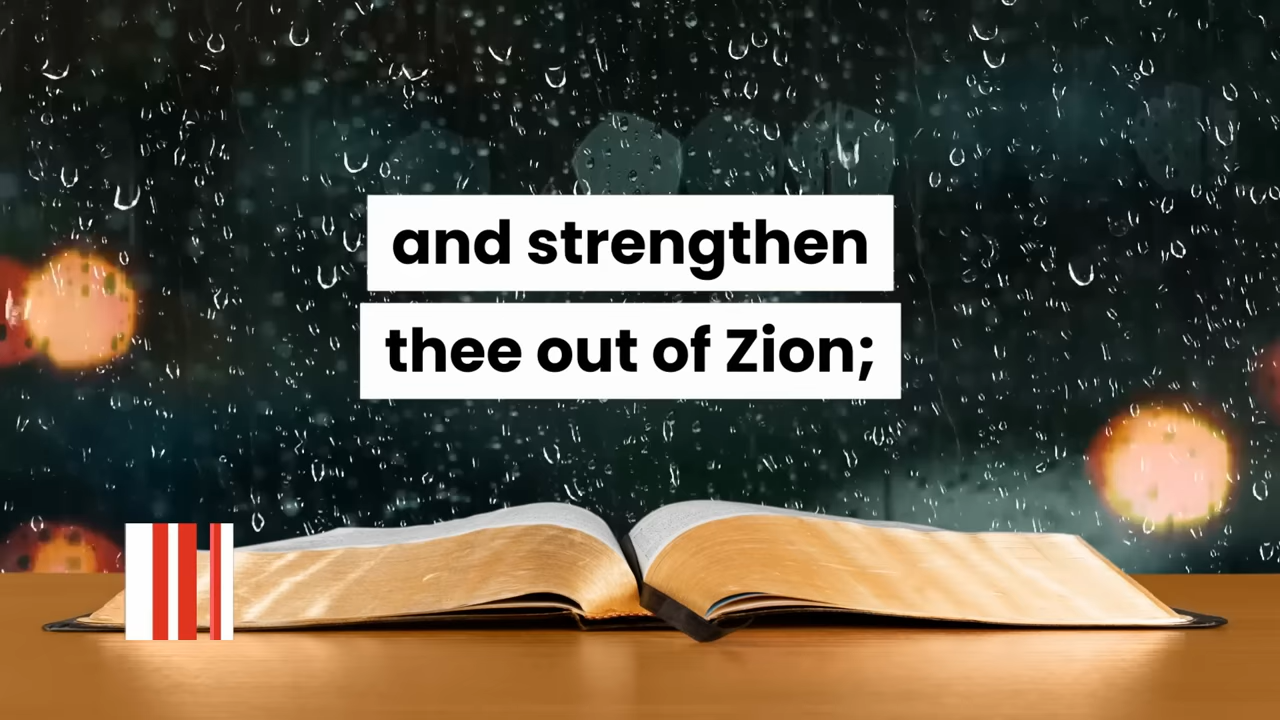 and strengthen
thee out of Zion;